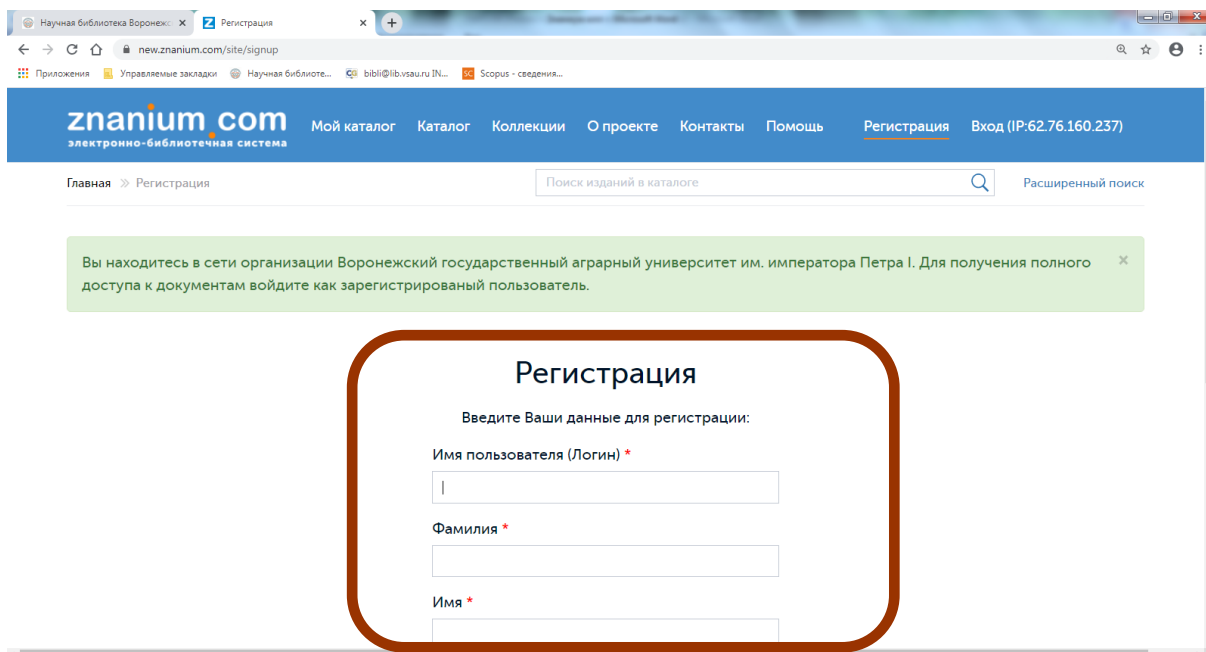 Научная библиотека Воронежс
Регистрация
new.znanium.com/site/signup
Приложения Управляемые закладки Научная библиоте... bibli@lib.vsau.ru IN... SC Scopus - сведения...
znanium.com Мой каталог Каталог Коллекции О проекте Контакты Помощь Регистрация Вход (IP:62.76.160.237)
электронно-библиотечная система
Главная » Регистрация Поиск изданий в каталоге Расширенный поиск
Вы находитесь в сети организации Воронежский государственный аграрный университет им. императора Петра I. Для получения полного
доступа к документам войдите как зарегистрированый пользователь.
Регистрация
Введите Ваши данные для регистрации:
Имя пользователя (Логин) *
Фамилия *
Имя *